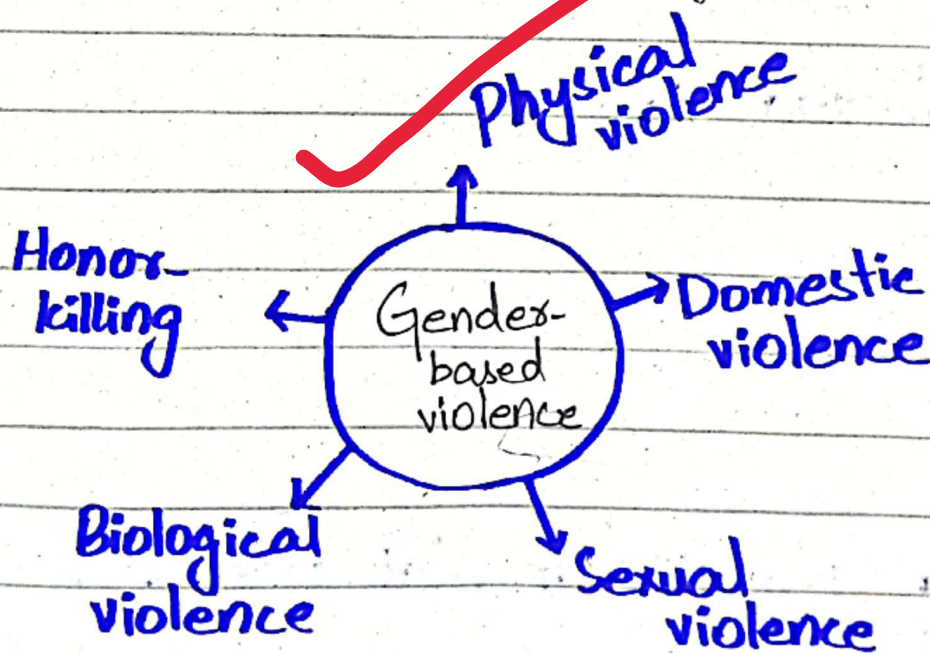 Physical
violence
Honor-
killing
Gender-
based
violence
Domestic
violence
Biological
violence
Sexual
violence